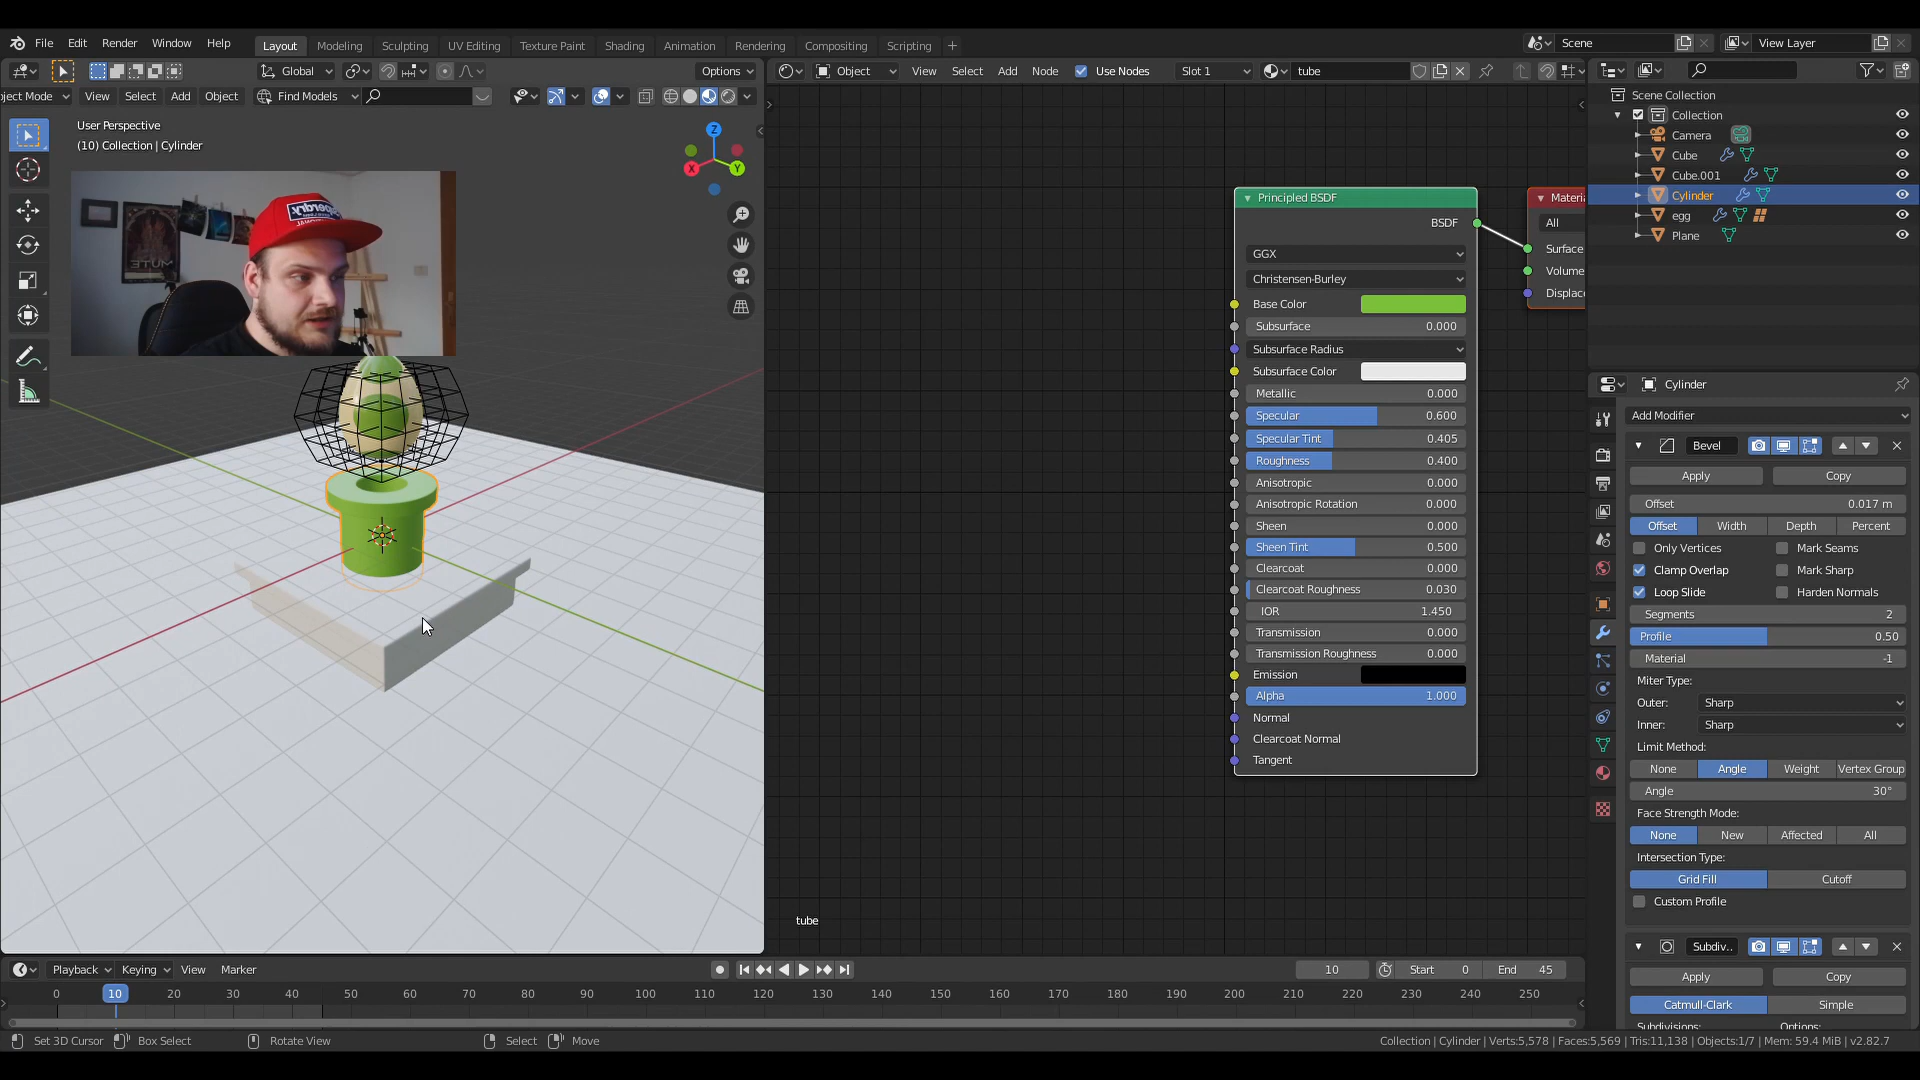 File Edit Render Window Help
Layout Modeling Sculpting UV Editing Texture Paint Shading Animation Rendering Compositing Scripting +
Scene
View Layer
Global
Options
Object View Select Add Node Use Nodes
Slot 1
tube
ject Mode View Select Add Object
Find Models
User Perspective
(10) Collection | Cylinder
Z
X
Y
Superdry
MUTE
Principled BSDF
BSDF
GGX
Christensen-Burley
Base Color
Subsurface 0.000
Subsurface Radius
Subsurface Color
Metallic 0.000
Specular 0.600
Specular Tint 0.405
Roughness 0.400
Anisotropic 0.000
Anisotropic Rotation 0.000
Sheen 0.000
Sheen Tint 0.500
Clearcoat 0.000
Clearcoat Roughness 0.030
IOR 1.450
Transmission 0.000
Transmission Roughness 0.000
Emission
Alpha 1.000
Normal
Clearcoat Normal
Tangent
Materi
All
Surface
Volume
Displac
tube
Scene Collection
Collection
Camera
Cube
Cube.001
Cylinder
egg
Plane
Cylinder
Add Modifier
Bevel
Apply Copy
Offset 0.017 m
Offset Width Depth Percent
Only Vertices Mark Seams
Clamp Overlap Mark Sharp
Loop Slide Harden Normals
Segments 2
Profile 0.50
Material -1
Miter Type:
Outer: Sharp
Inner: Sharp
Limit Method:
None Angle Weight Vertex Group
Angle 30°
Face Strength Mode:
None New Affected All
Intersection Type:
Grid Fill Cutoff
Custom Profile
Subdiv..
Apply Copy
Catmull-Clark Simple
Subdivisions: Options:
Playback Keying View Marker
10 Start 0 End 45
0 10 20 30 40 50 60 70 80 90 100 110 120 130 140 150 160 170 180 190 200 210 220 230 240 250
Set 3D Cursor Box Select Rotate View Select Move
Collection | Cylinder | Verts:5,578 | Faces:5,569 | Tris:11,138 | Objects:1/7 | Mem: 59.4 MiB | v2.82.7